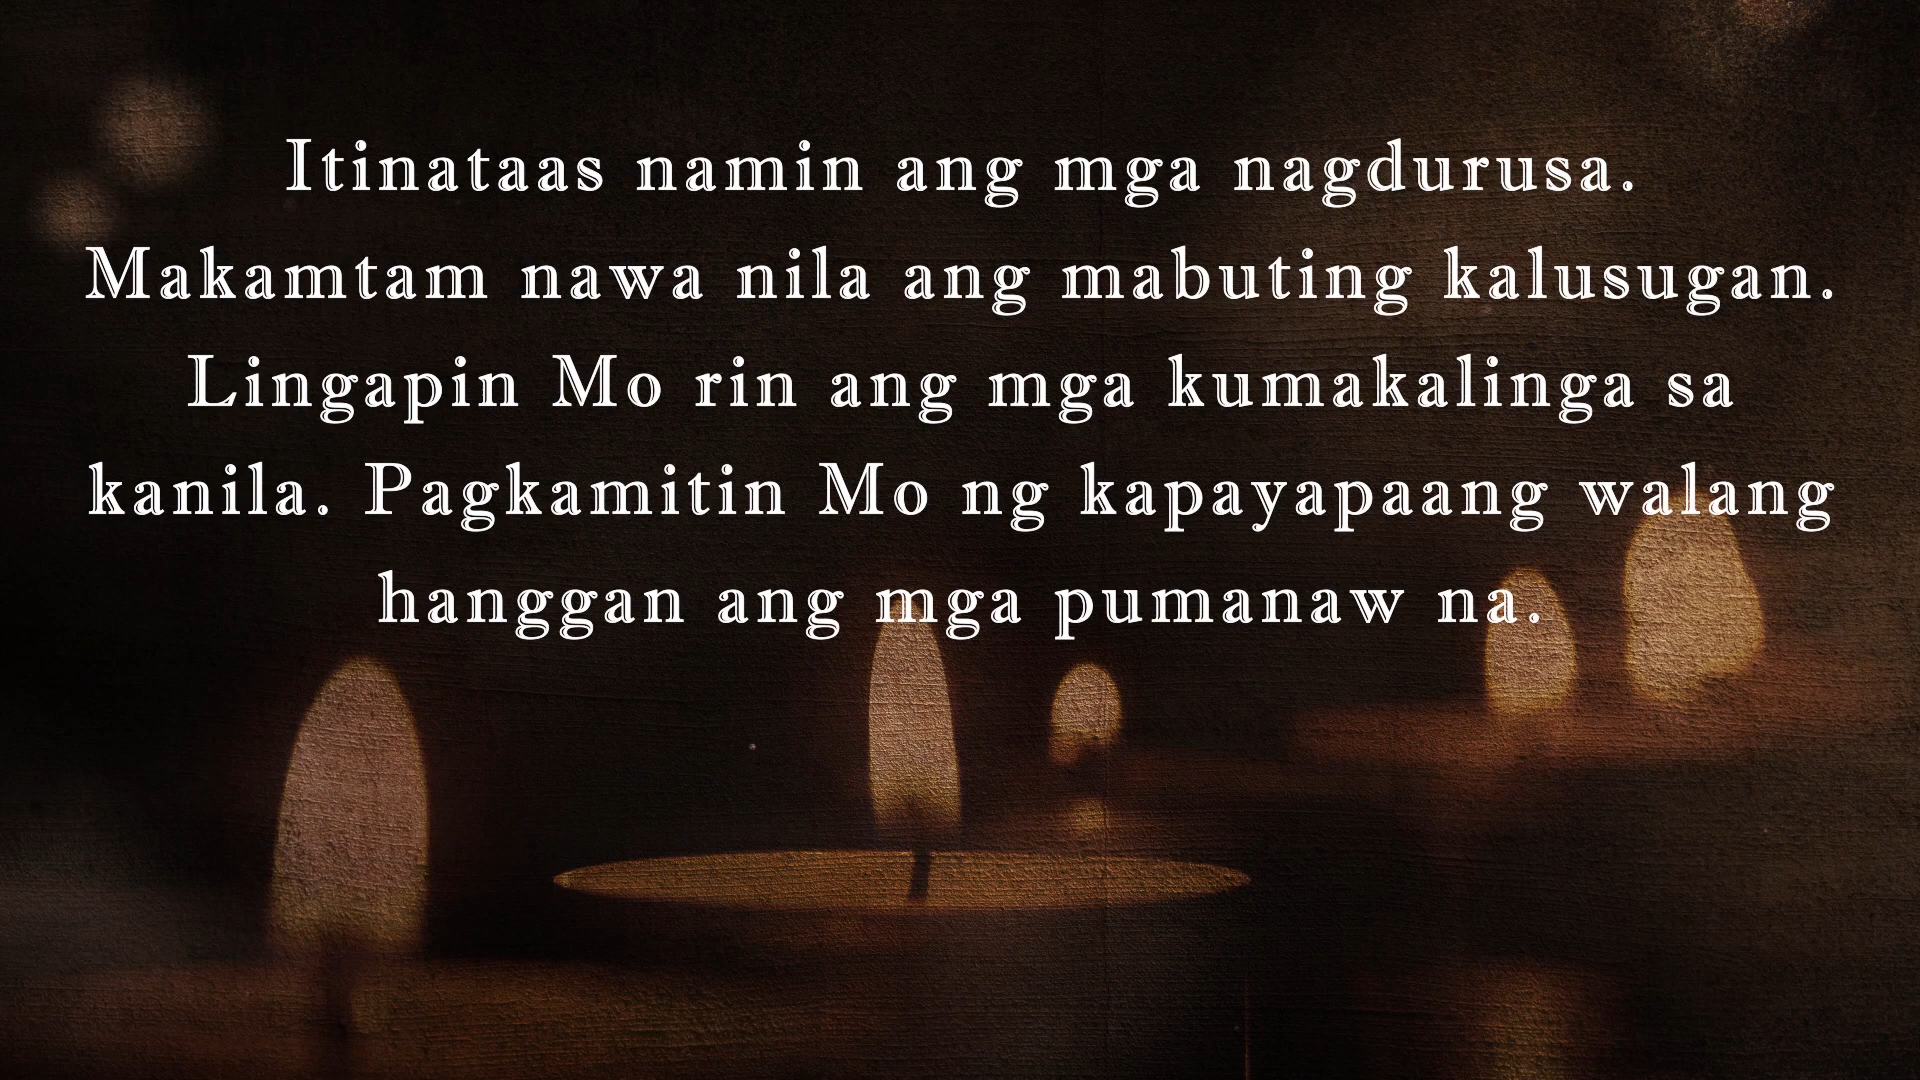 Itinataas namin ang mga nagdurusa.
Makamtam nawa nila ang mabuting kalusugan.
Lingapin Mo rin ang mga kumakalinga sa
kanila. Pagkamitin Mo ng kapayapaang walang
hanggan ang mga pumanaw na.